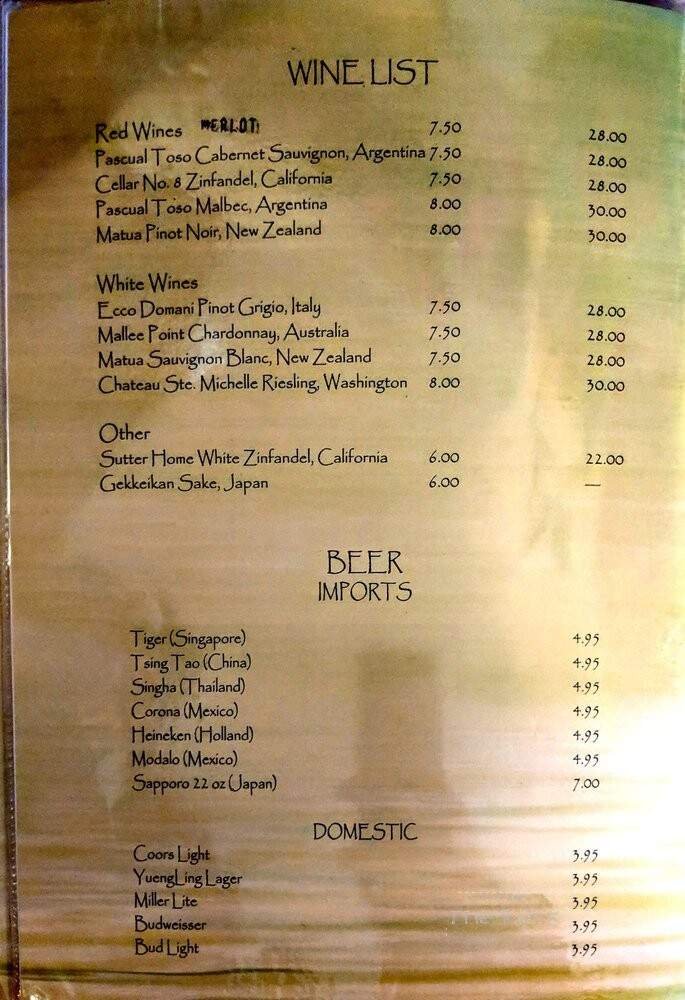 WINE LIST
Red Wines MERLOT 7.50 28.00
Pascual Toso Cabernet Sauvignon, Argentina 7.50 28.00
Cellar No. 8 Zinfandel, California 7.50 28.00
Pascual Toso Malbec, Argentina 8.00 30.00
Matua Pinot Noir, New Zealand 8.00 30.00
White Wines
Ecco Domani Pinot Grigio, Italy 7.50 28.00
Mallee Point Chardonnay, Australia 7.50 28.00
Matua Sauvignon Blanc, New Zealand 7.50 28.00
Chateau Ste. Michelle Riesling, Washington 8.00 30.00
Other
Sutter Home White Zinfandel, California 6.00 22.00
Gekkeikan Sake, Japan 6.00 —
BEER
IMPORTS
Tiger (Singapore) 4.95
Tsing Tao (China) 4.95
Singha (Thailand) 4.95
Corona (Mexico) 4.95
Heineken (Holland) 4.95
Modalo (Mexico) 4.95
Sapporo 22 oz (Japan) 7.00
DOMESTIC
Coors Light 3.95
YuengLing Lager 3.95
Miller Lite 3.95
Budweisser 3.95
Bud Light 3.95